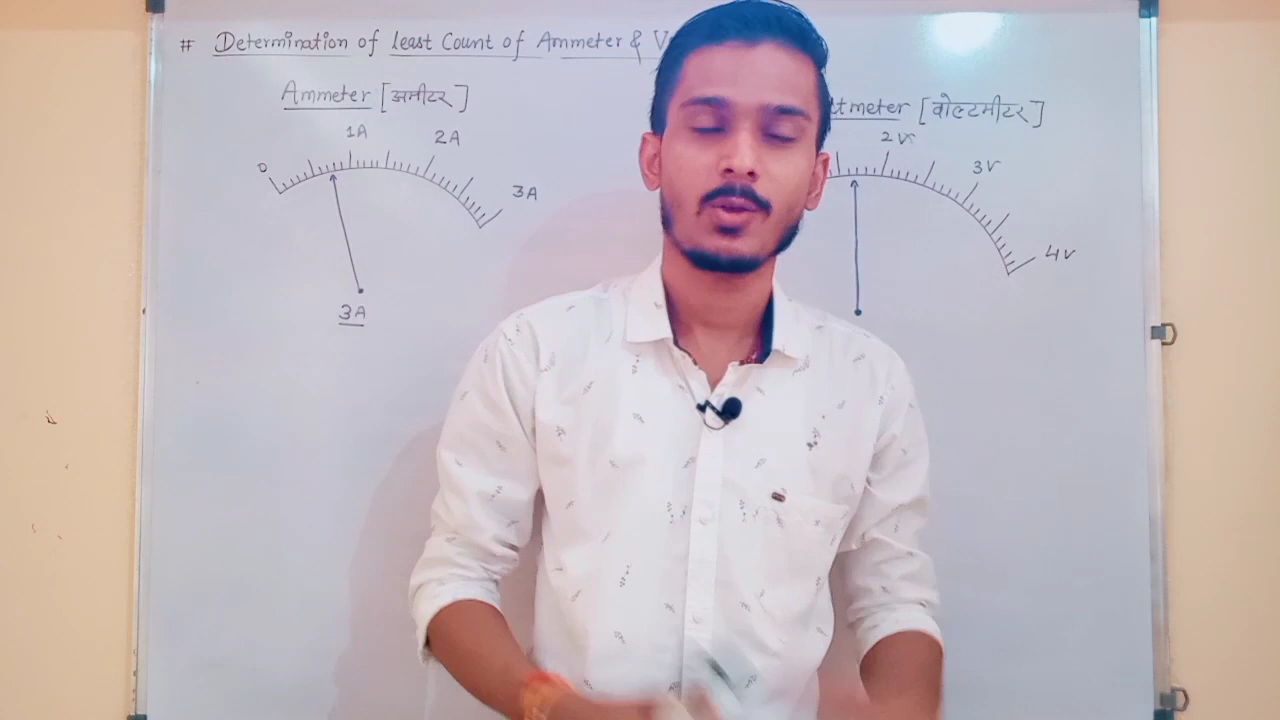 # Determination of least Count of Ammeter &
Ammeter [अमीटर]
[वोल्टमीटर]
0
1A
2A
3A
3A
2V
3V
4V